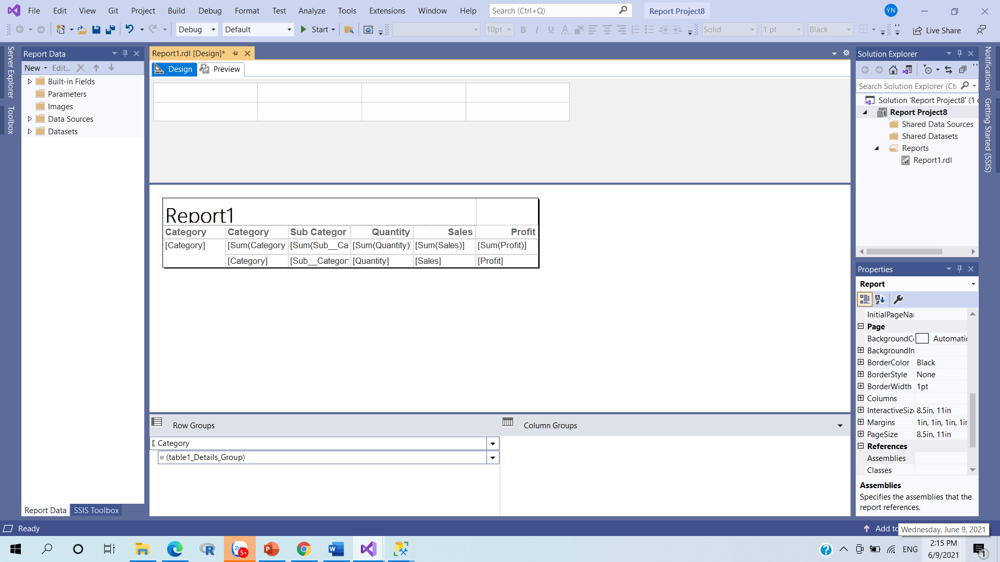 File Edit View Git Project Build Debug Format Test Analyze Tools Extensions Window Help Search (Ctrl+Q) Report Project8 YN
Debug Default Start 10pt B I U A Solid 1 pt Black Live Share
Server Explorer
Toolbox
Report Data
New Edit...
Built-in Fields
Parameters
Images
Data Sources
Datasets
Report Data SSIS Toolbox
Report1.rdl [Design]*
Design Preview
Report1
Category Category Sub Categor Quantity Sales Profit
[Category] [Sum(Category [Sum(Sub__Ca [Sum(Quantity) [Sum(Sales)] [Sum(Profit)]
[Category] [Sub__Categor [Quantity] [Sales] [Profit]
Row Groups
Category
(table1_Details_Group)
Column Groups
Solution Explorer
Search Solution Explorer (Ctr
Solution 'Report Project8' (1
Report Project8
Shared Data Sources
Shared Datasets
Reports
Report1.rdl
Notifications
Getting Started (SSIS)
Properties
Report
InitialPageNa
Page
BackgroundC Automatic
BackgroundIn
BorderColor Black
BorderStyle None
BorderWidth 1pt
Columns
InteractiveSize 8.5in, 11in
Margins 1in, 1in, 1in, 1in
PageSize 8.5in, 11in
References
Assemblies
Classes
Assemblies
Specifies the assemblies that the
report references.
Ready
Add to
Wednesday, June 9, 2021
5+
ENG
2:15 PM
6/9/2021
1